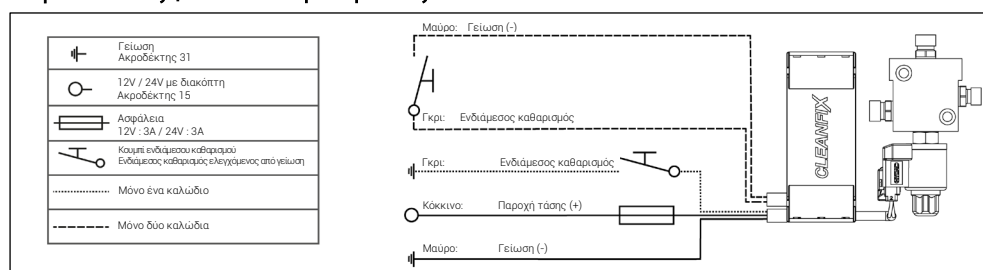 Γείωση
Ακροδέκτης 31
12V / 24V με διακόπτη
Ακροδέκτης 15
Ασφάλεια
12V : 3A / 24V : 3A
Κουμπί ενδιάμεσου καθαρισμού
Ενδιάμεσος καθαρισμός ελεγχόμενος από γείωση
Μόνο ένα καλώδιο
Μόνο δύο καλώδια
Μαύρο: Γείωση (-)
Γκρι: Ενδιάμεσος καθαρισμός
Γκρι: Ενδιάμεσος καθαρισμός
Κόκκινο: Παροχή τάσης (+)
Μαύρο: Γείωση (-)
CLEANFIX